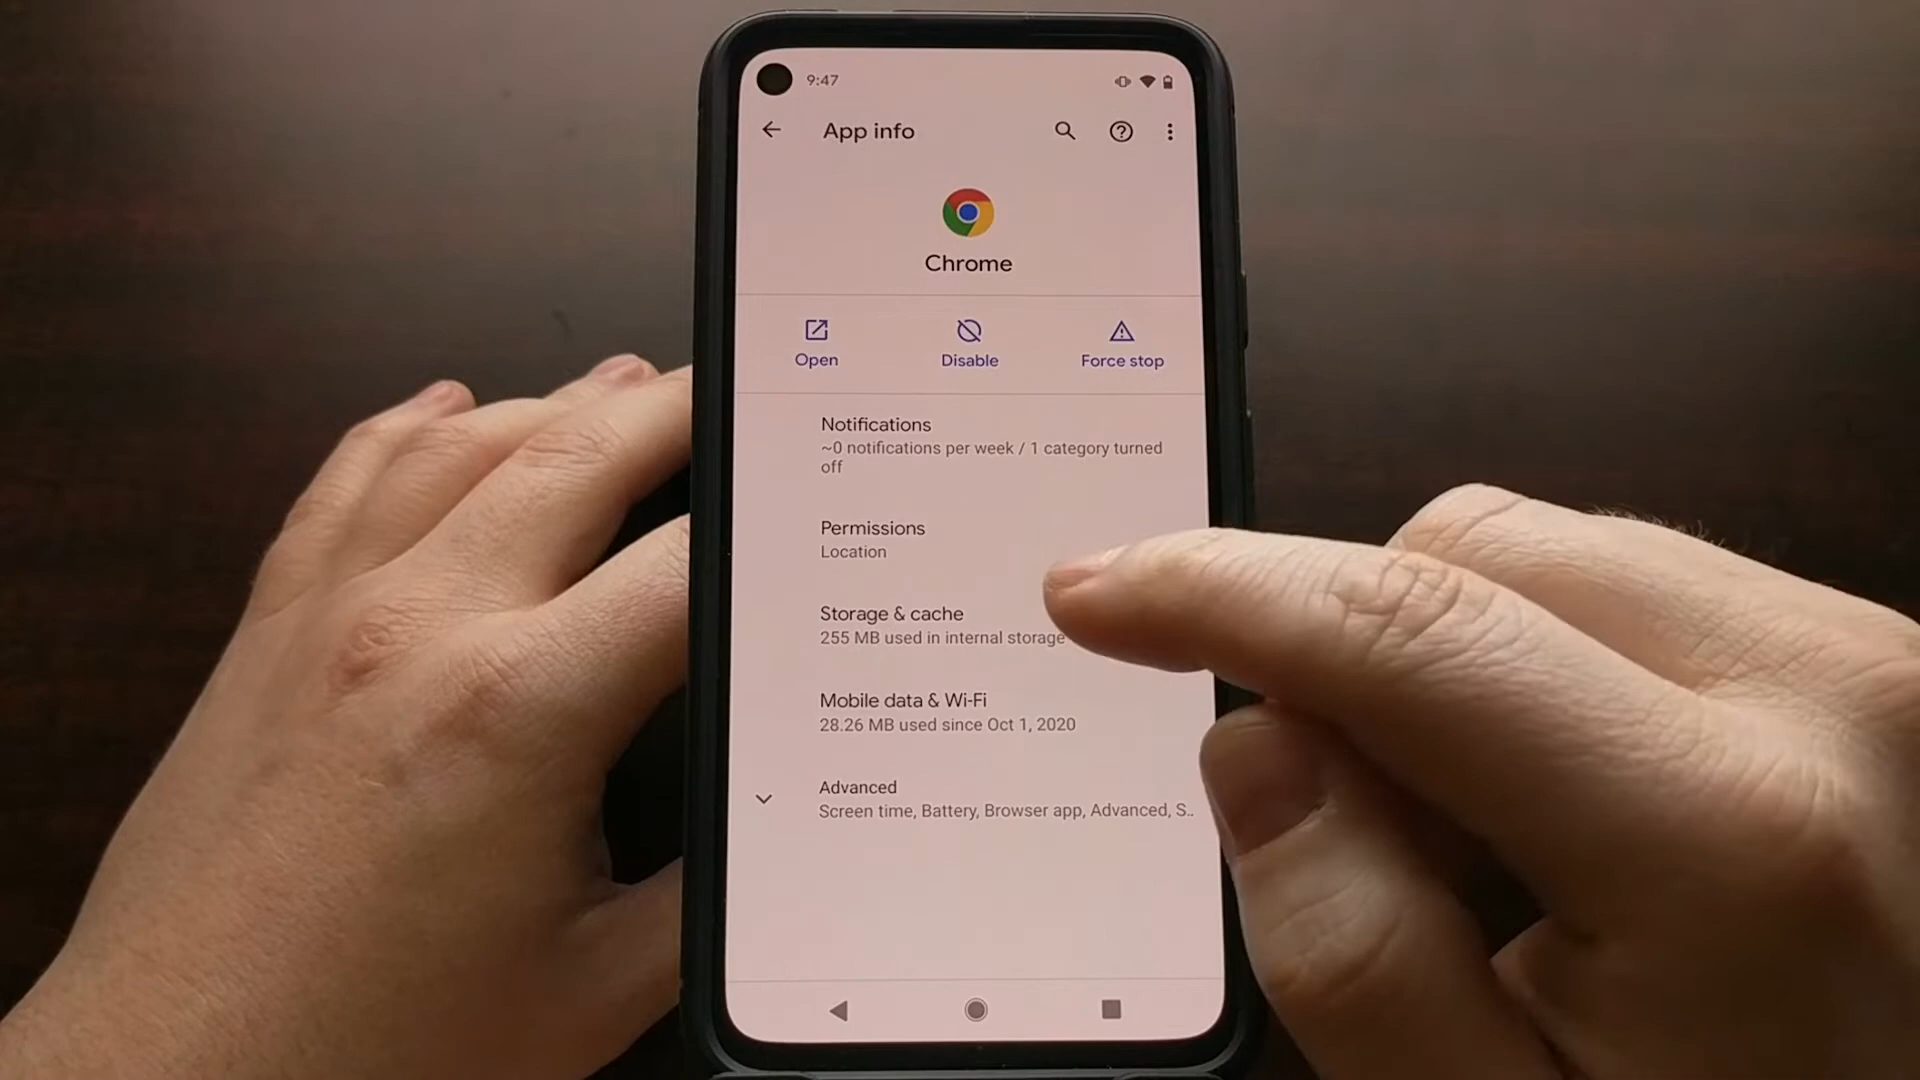 9:47
App info
Chrome
Open
Disable
Force stop
Notifications
~0 notifications per week / 1 category turned
off
Permissions
Location
Storage & cache
255 MB used in internal storage
Mobile data & Wi-Fi
28.26 MB used since Oct 1, 2020
Advanced
Screen time, Battery, Browser app, Advanced, S..